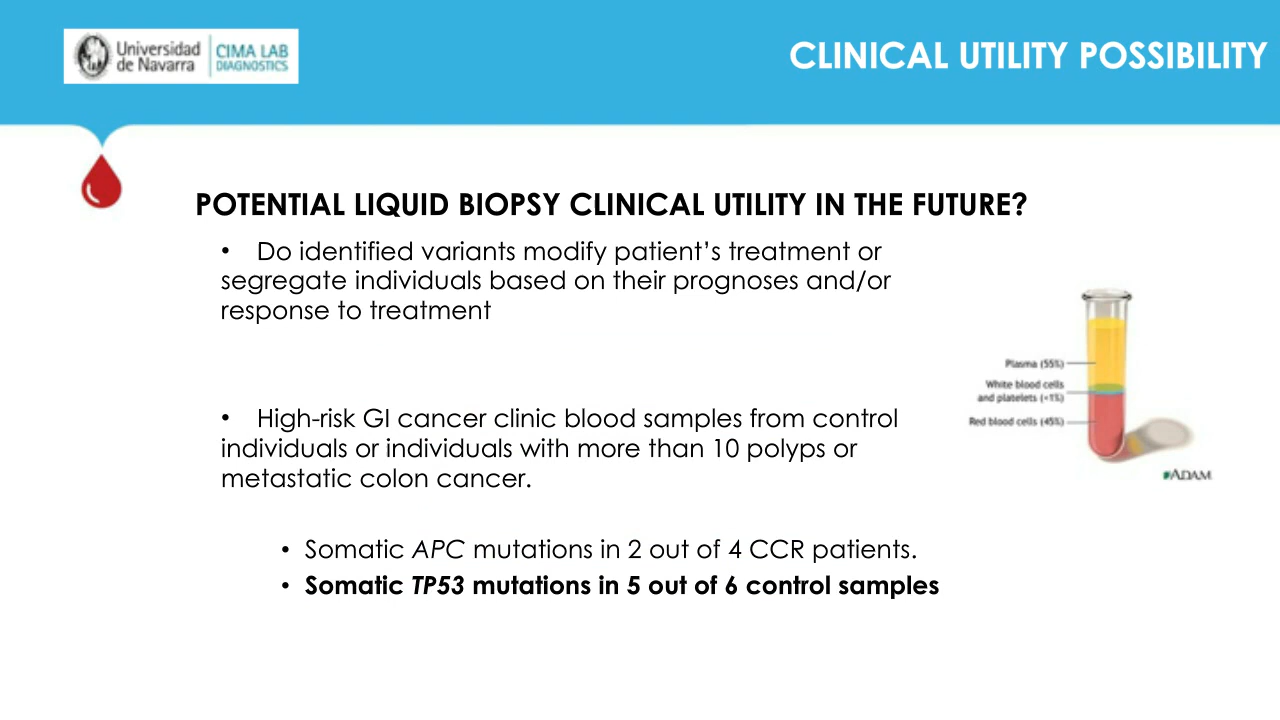 Universidad
de Navarra
CIMA LAB
DIAGNOSTICS
CLINICAL UTILITY POSSIBILITY
POTENTIAL LIQUID BIOPSY CLINICAL UTILITY IN THE FUTURE?
• Do identified variants modify patient’s treatment or
segregate individuals based on their prognoses and/or
response to treatment
Plasma (55%)
White blood cells
and platelets (<1%)
Red blood cells (45%)
ADAM
• High-risk GI cancer clinic blood samples from control
individuals or individuals with more than 10 polyps or
metastatic colon cancer.
• Somatic APC mutations in 2 out of 4 CCR patients.
• Somatic TP53 mutations in 5 out of 6 control samples